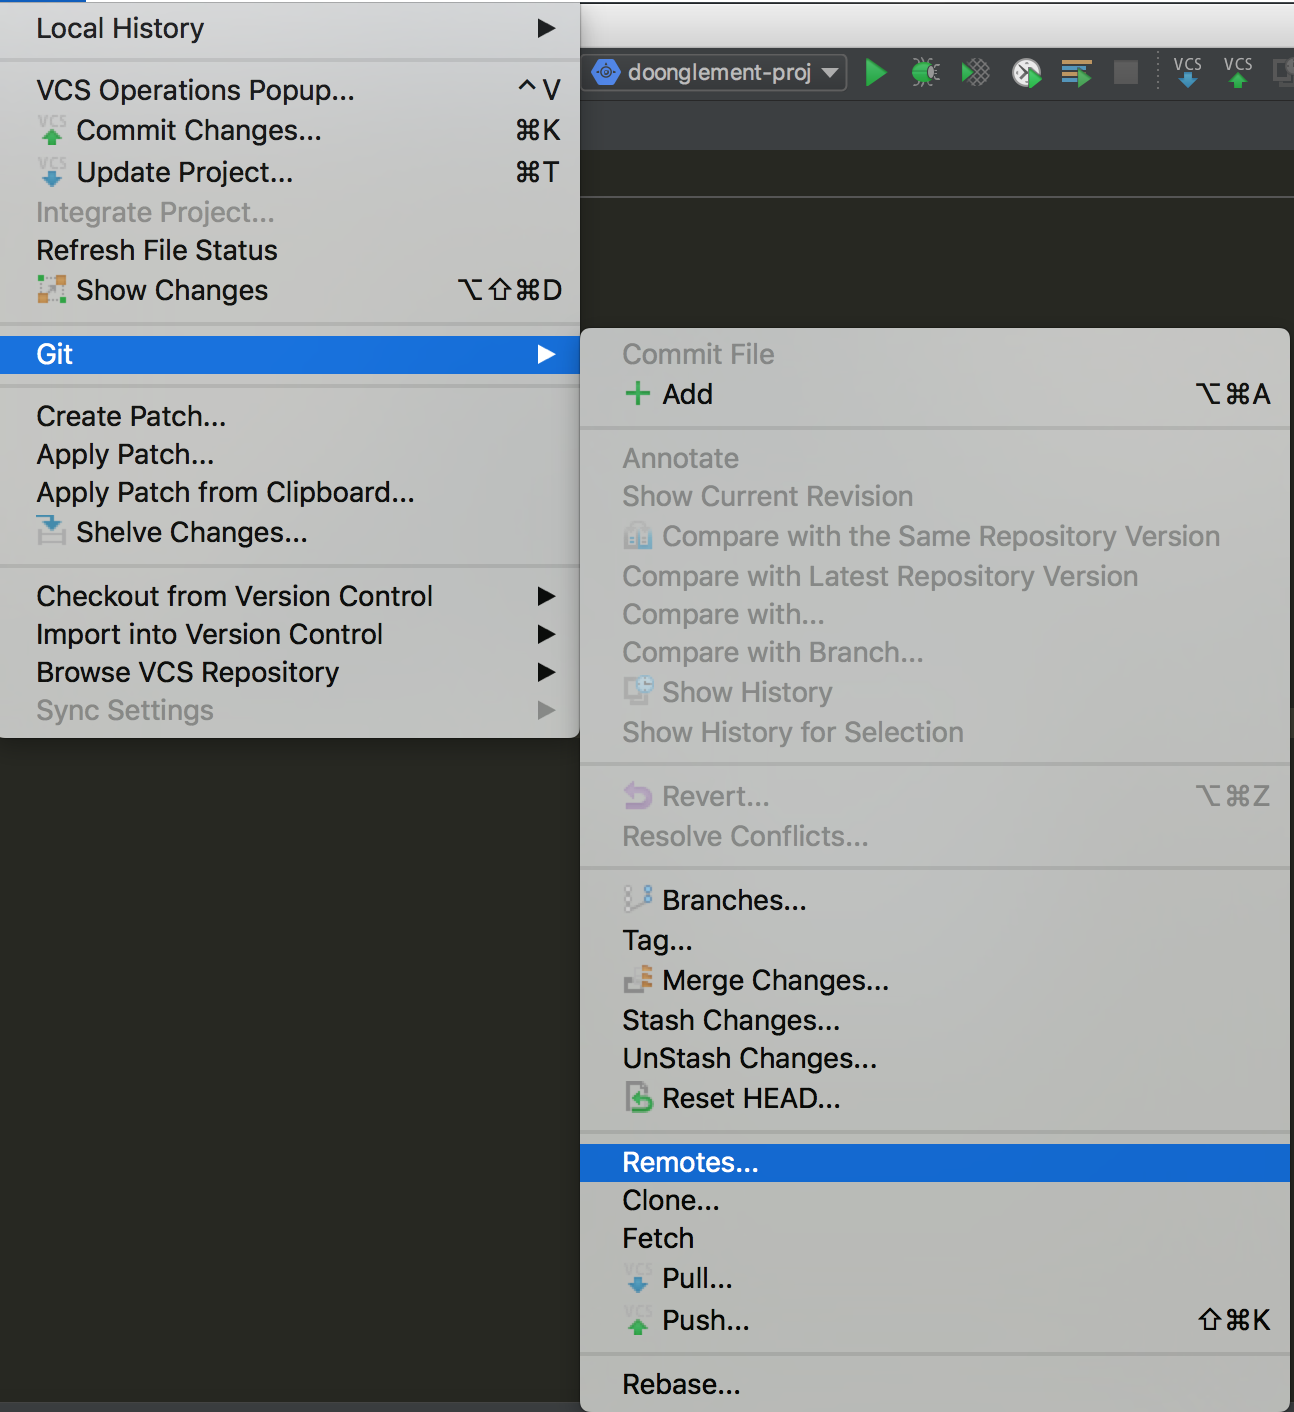 Local History
doonglement-proj VCS VCS
VCS Operations Popup... ^ V
VCS Commit Changes... ⌘K
VCS Update Project... ⌘T
Integrate Project...
Refresh File Status
Show Changes ⌥⇧⌘D
Git
Create Patch...
Apply Patch...
Apply Patch from Clipboard...
Shelve Changes...
Checkout from Version Control
Import into Version Control
Browse VCS Repository
Sync Settings
Commit File
Add ⌥⌘A
Annotate
Show Current Revision
Compare with the Same Repository Version
Compare with Latest Repository Version
Compare with...
Compare with Branch...
Show History
Show History for Selection
Revert... ⌥⌘Z
Resolve Conflicts...
Branches...
Tag...
Merge Changes...
Stash Changes...
UnStash Changes...
Reset HEAD...
Remotes...
Clone...
Fetch
VCS Pull...
VCS Push... ⇧⌘K
Rebase...